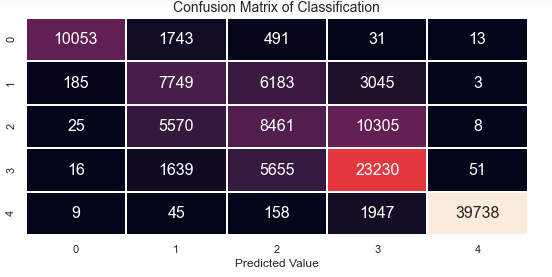 Confusion Matrix of Classification
0 10053 1743 491 31 13
1 185 7749 6183 3045 3
2 25 5570 8461 10305 8
3 16 1639 5655 23230 51
4 9 45 158 1947 39738
0 1 2 3 4
Predicted Value